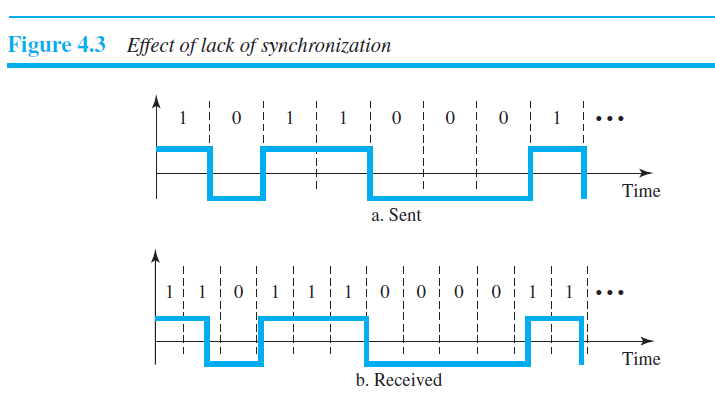 Figure 4.3 Effect of lack of synchronization
1 0 1 1 0 0 0 1 •••
Time
a. Sent
1 1 0 1 1 1 0 0 0 0 1 1 •••
Time
b. Received